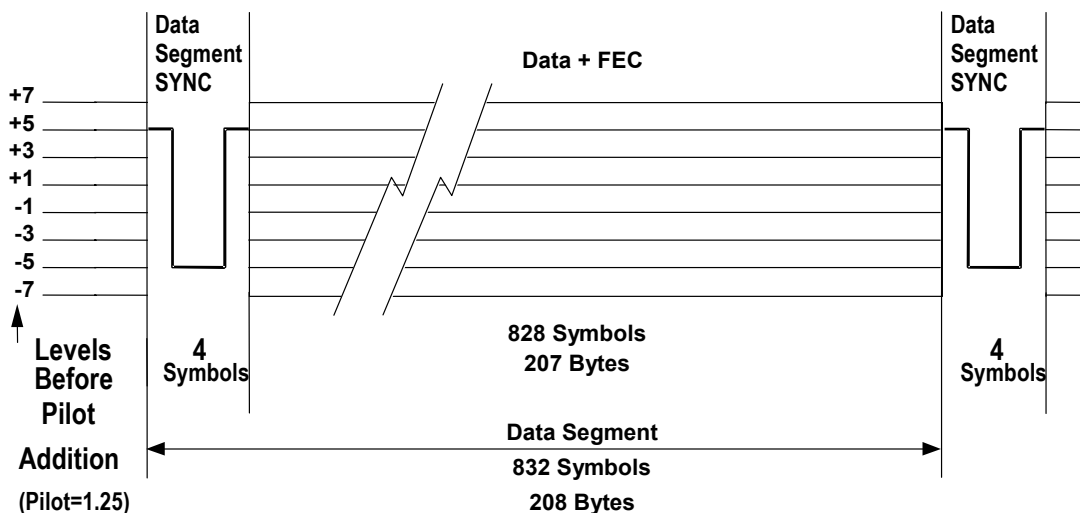 Data
Segment
SYNC
Data + FEC
Data
Segment
SYNC
+7
+5
+3
+1
-1
-3
-5
-7
Levels
Before
Pilot
Addition
(Pilot=1.25)
4
Symbols
828 Symbols
207 Bytes
4
Symbols
Data Segment
832 Symbols
208 Bytes